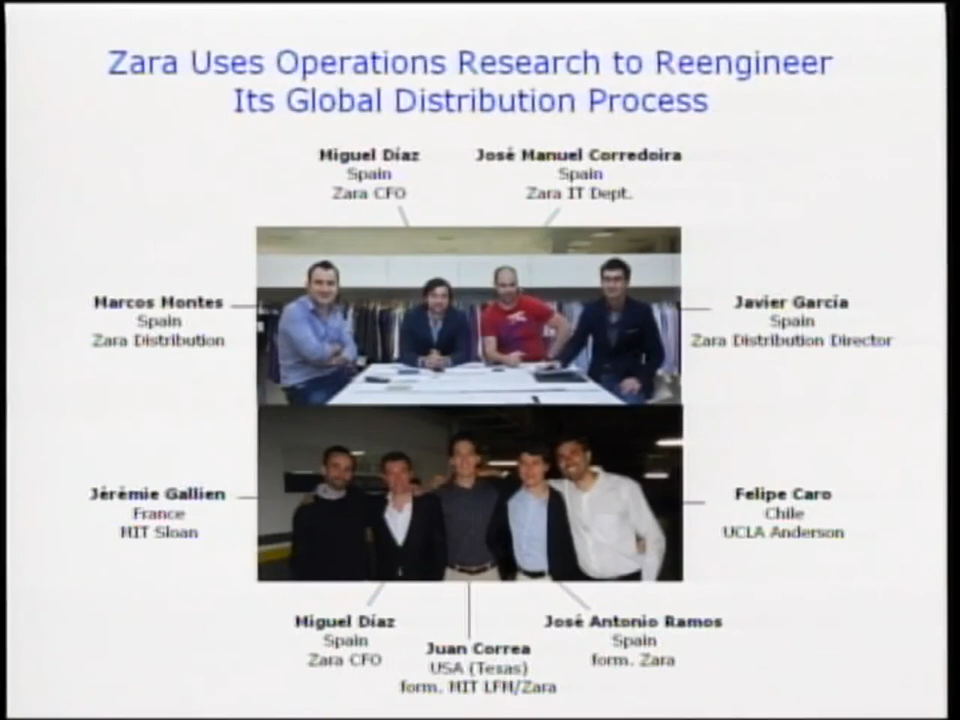 Zara Uses Operations Research to Reengineer
Its Global Distribution Process
Miguel Díaz
Spain
Zara CFO
José Manuel Corredoira
Spain
Zara IT Dept.
Marcos Montes
Spain
Zara Distribution
Javier García
Spain
Zara Distribution Director
Jérémie Gallien
France
MIT Sloan
Felipe Caro
Chile
UCLA Anderson
Miguel Díaz
Spain
Zara CFO
Juan Correa
USA (Texas)
form. MIT LFM/Zara
José Antonio Ramos
Spain
form. Zara